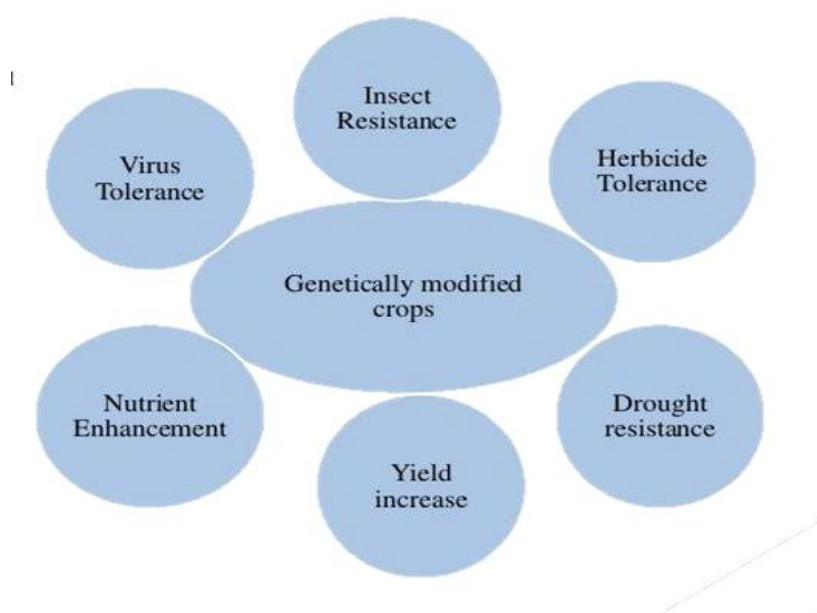 Insect
Resistance
Virus
Tolerance
Herbicide
Tolerance
Genetically modified
crops
Nutrient
Enhancement
Drought
resistance
Yield
increase